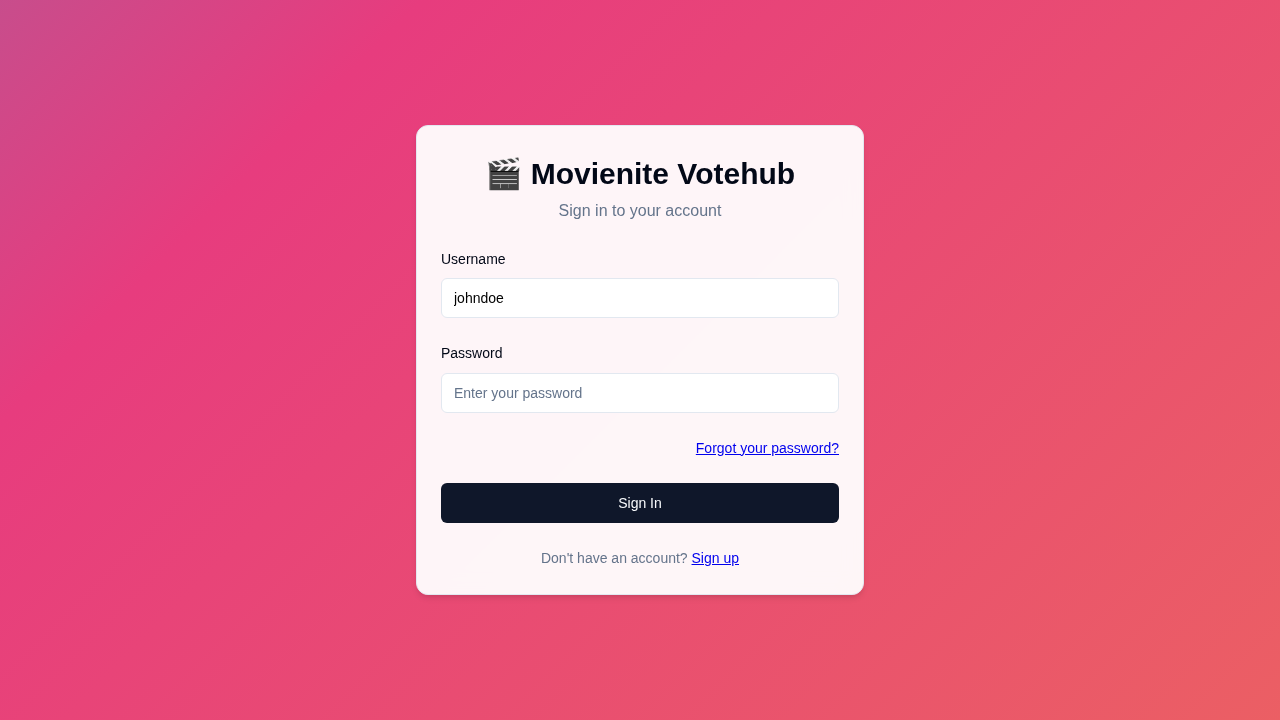 🎬 Movienite Votehub
Sign in to your account
Username
johndoe
Password
Enter your password
Forgot your password?
Sign In
Don't have an account? Sign up